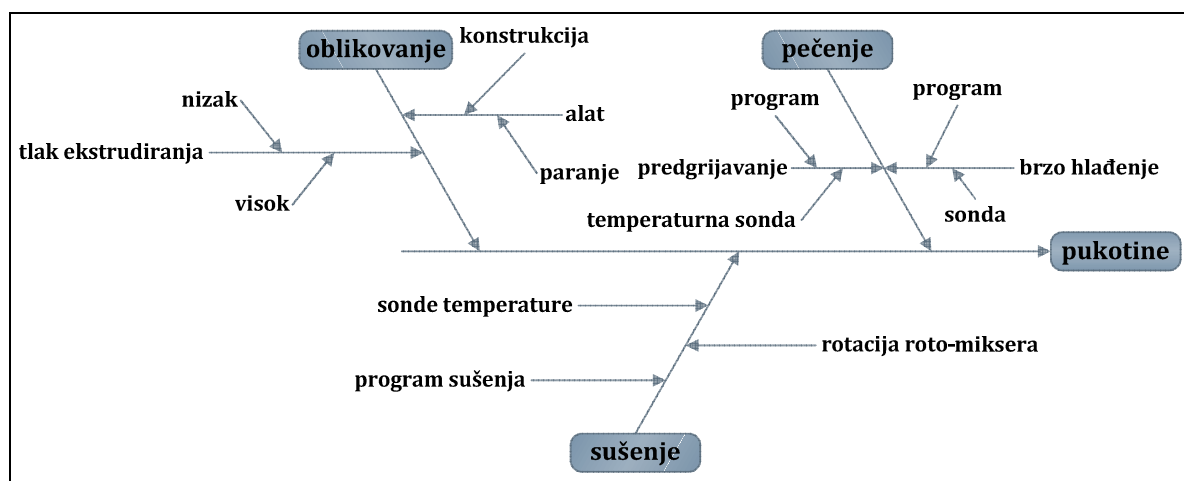 oblikovanje
konstrukcija
pečenje
nizak
alat
program
program
tlak ekstrudiranja
paranje
predgrijavanje
brzo hlađenje
visok
temperaturna sonda
sonda
pukotine
sonde temperature
rotacija roto-miksera
program sušenja
sušenje